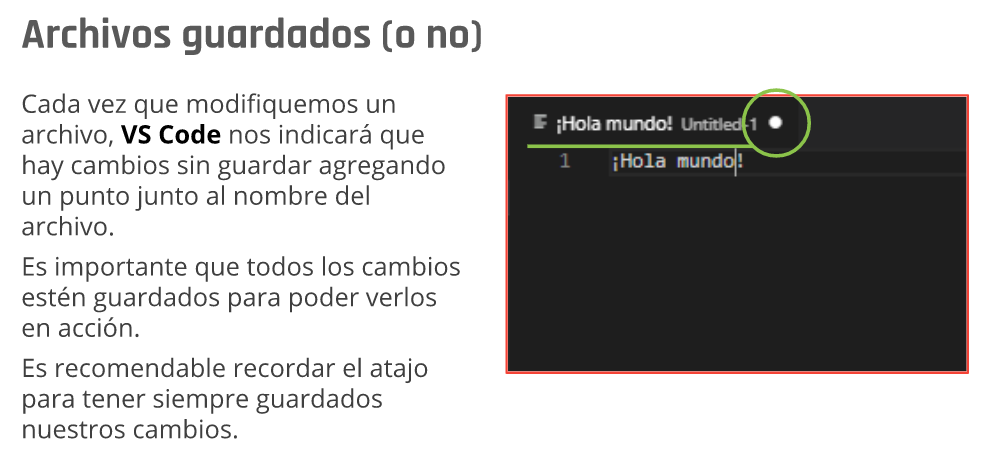 Archivos guardados (o no)
Cada vez que modifiquemos un
archivo, VS Code nos indicará que
hay cambios sin guardar agregando
un punto junto al nombre del
archivo.
Es importante que todos los cambios
estén guardados para poder verlos
en acción.
Es recomendable recordar el atajo
para tener siempre guardados
nuestros cambios.
¡Hola mundo! Untitled-1
1 ¡Hola mundo!